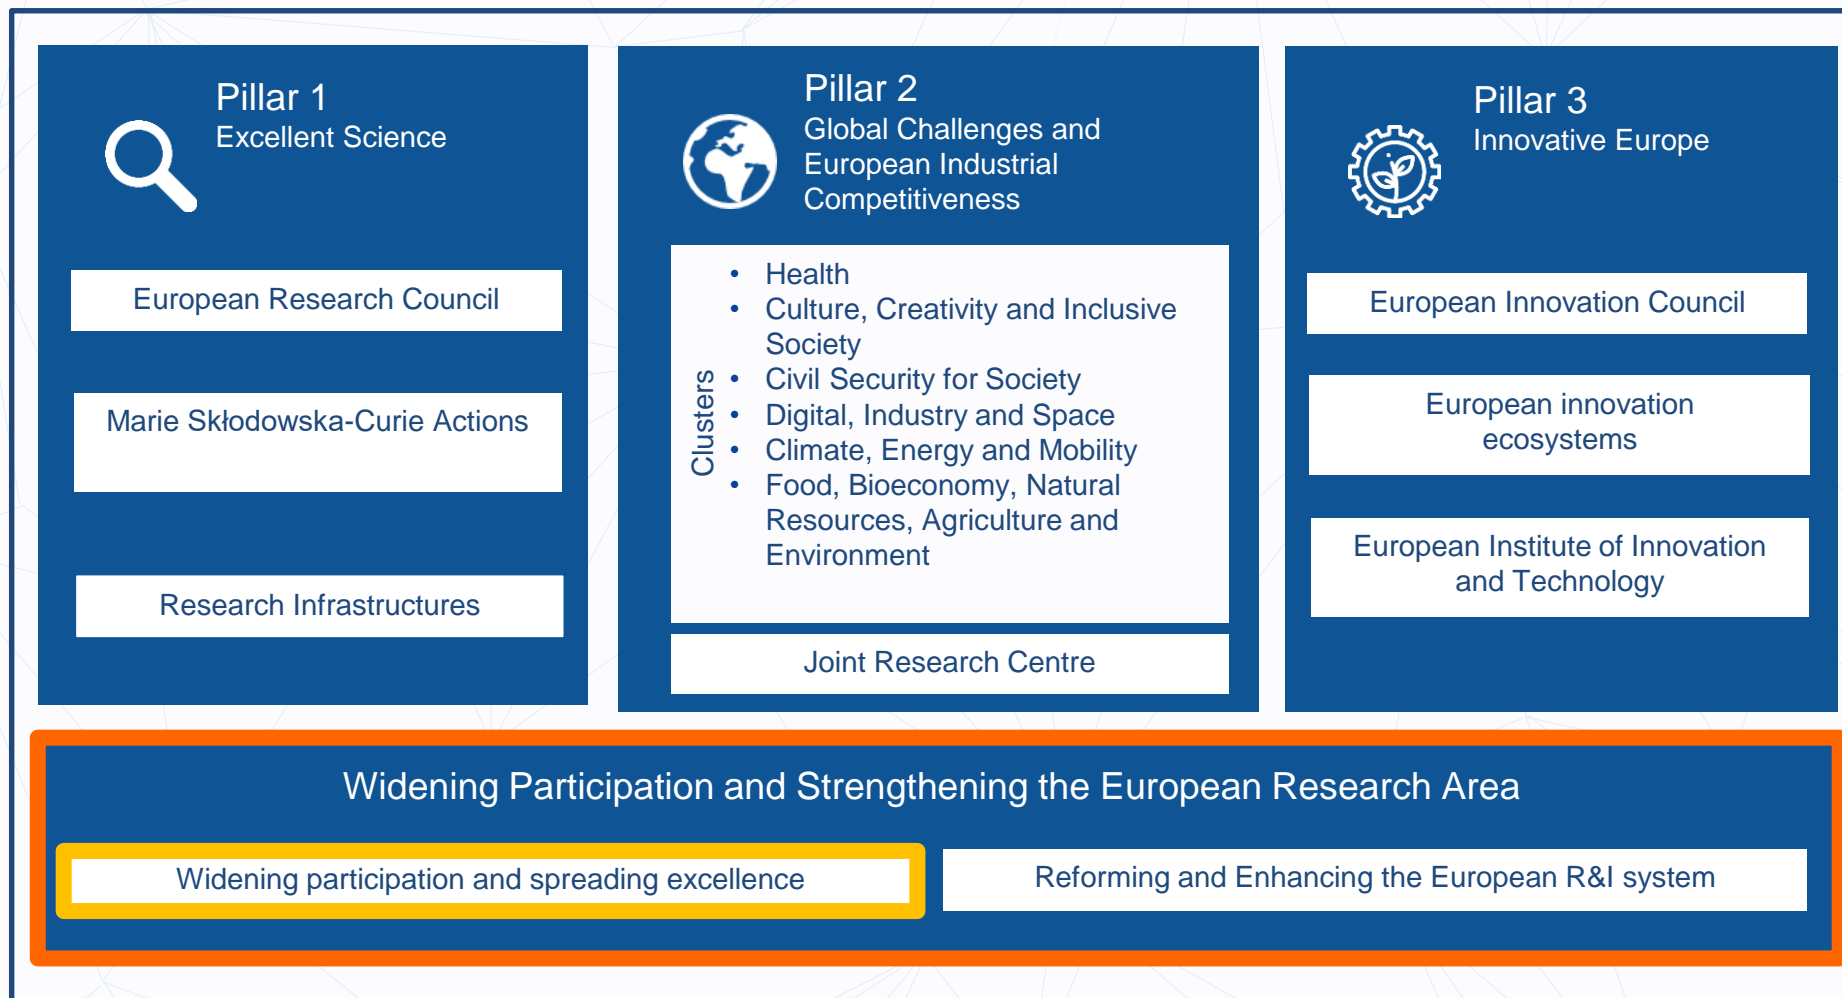 Pillar 1
Excellent Science
European Research Council
Marie Skłodowska-Curie Actions
Research Infrastructures
Pillar 2
Global Challenges and
European Industrial
Competitiveness
Clusters
• Health
• Culture, Creativity and Inclusive
Society
• Civil Security for Society
• Digital, Industry and Space
• Climate, Energy and Mobility
• Food, Bioeconomy, Natural
Resources, Agriculture and
Environment
Joint Research Centre
Pillar 3
Innovative Europe
European Innovation Council
European innovation
ecosystems
European Institute of Innovation
and Technology
Widening Participation and Strengthening the European Research Area
Widening participation and spreading excellence
Reforming and Enhancing the European R&I system